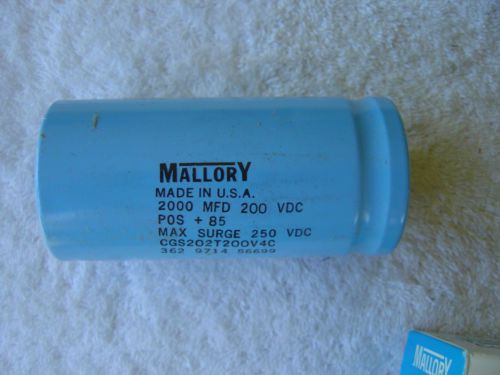 MALLORY
MADE IN U.S.A.
2000 MFD 200 VDC
POS + 85
MAX SURGE 250 VDC
CGS202T200V4C
362 9714 56699
MALLORY